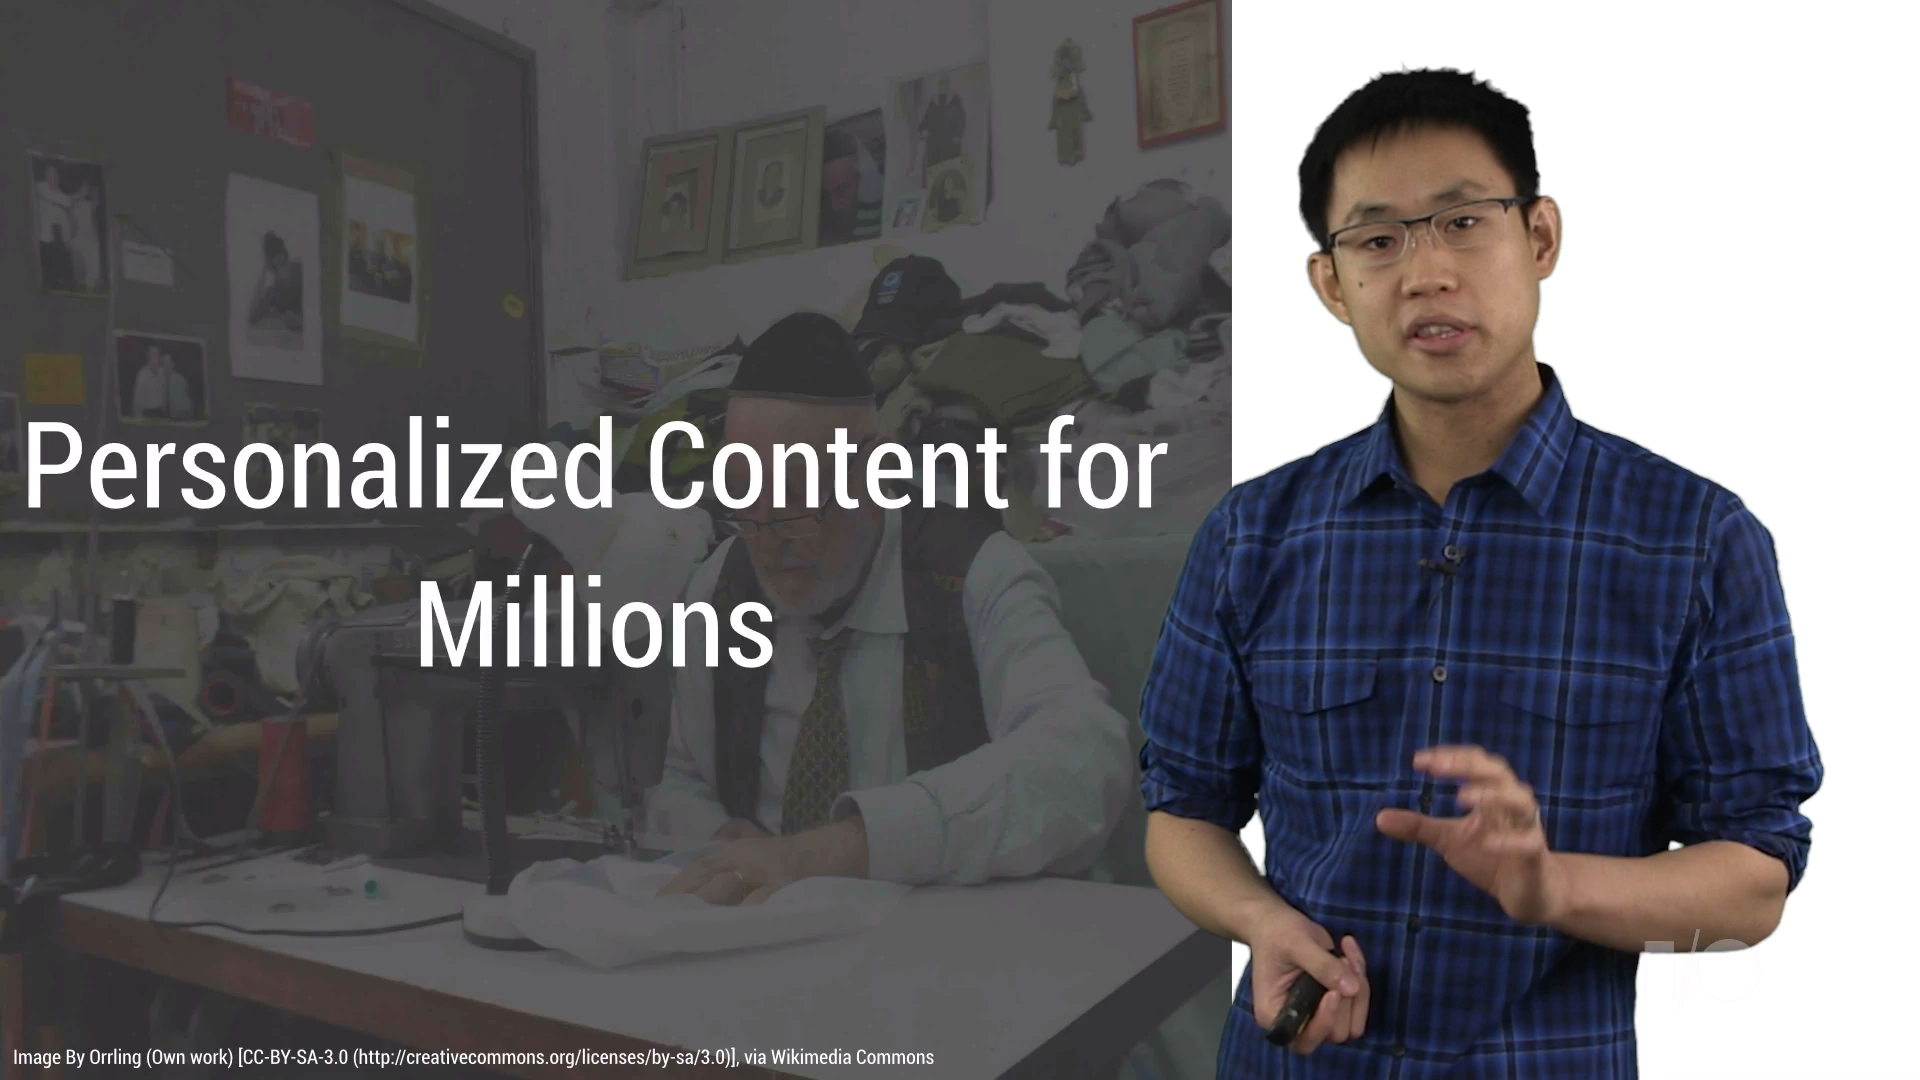 Personalized Content for
Millions
Image By Orrling (Own work) [CC-BY-SA-3.0 (http://creativecommons.org/licenses/by-sa/3.0)], via Wikimedia Commons
I/O